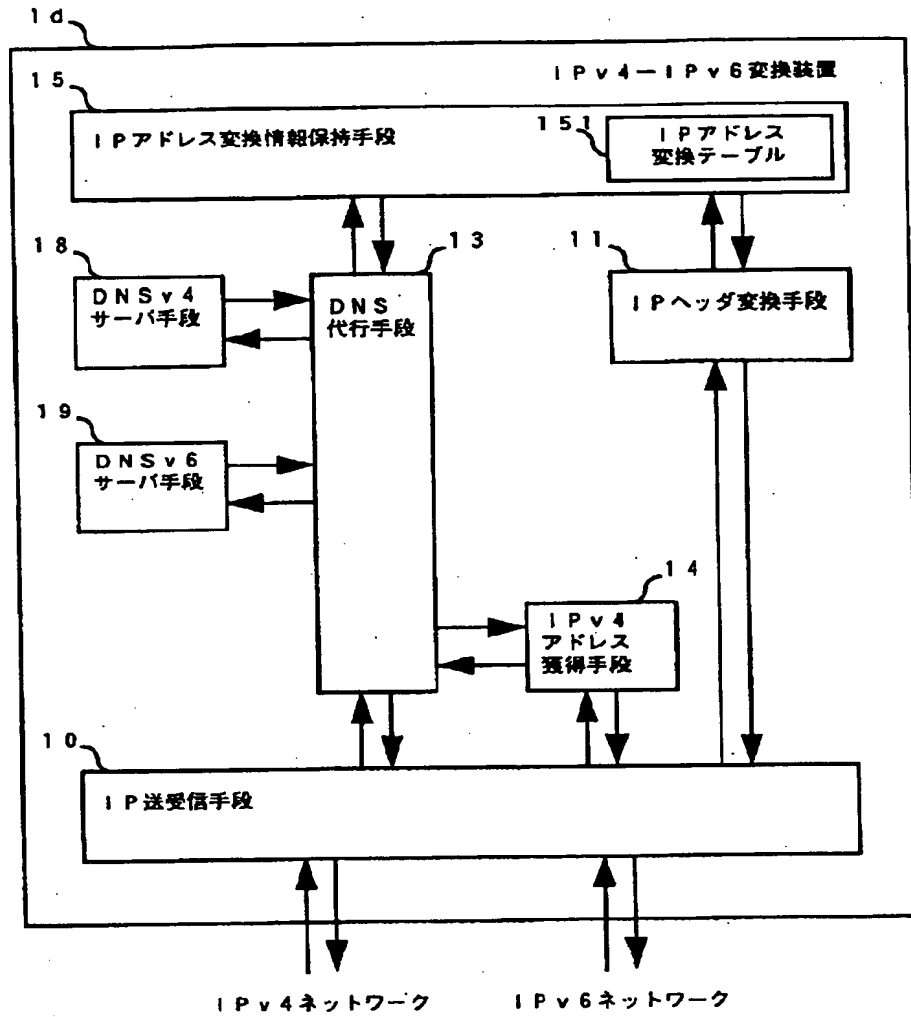 1d
IPv4-IPv6変換装置
15
IPアドレス変換情報保持手段
151
IPアドレス
変換テーブル
18
DNSv4
サーバ手段
13
DNS
代行手段
11
IPヘッダ変換手段
19
DNSv6
サーバ手段
14
IPv4
アドレス
獲得手段
10
IP送受信手段
IPv4ネットワーク
IPv6ネットワーク